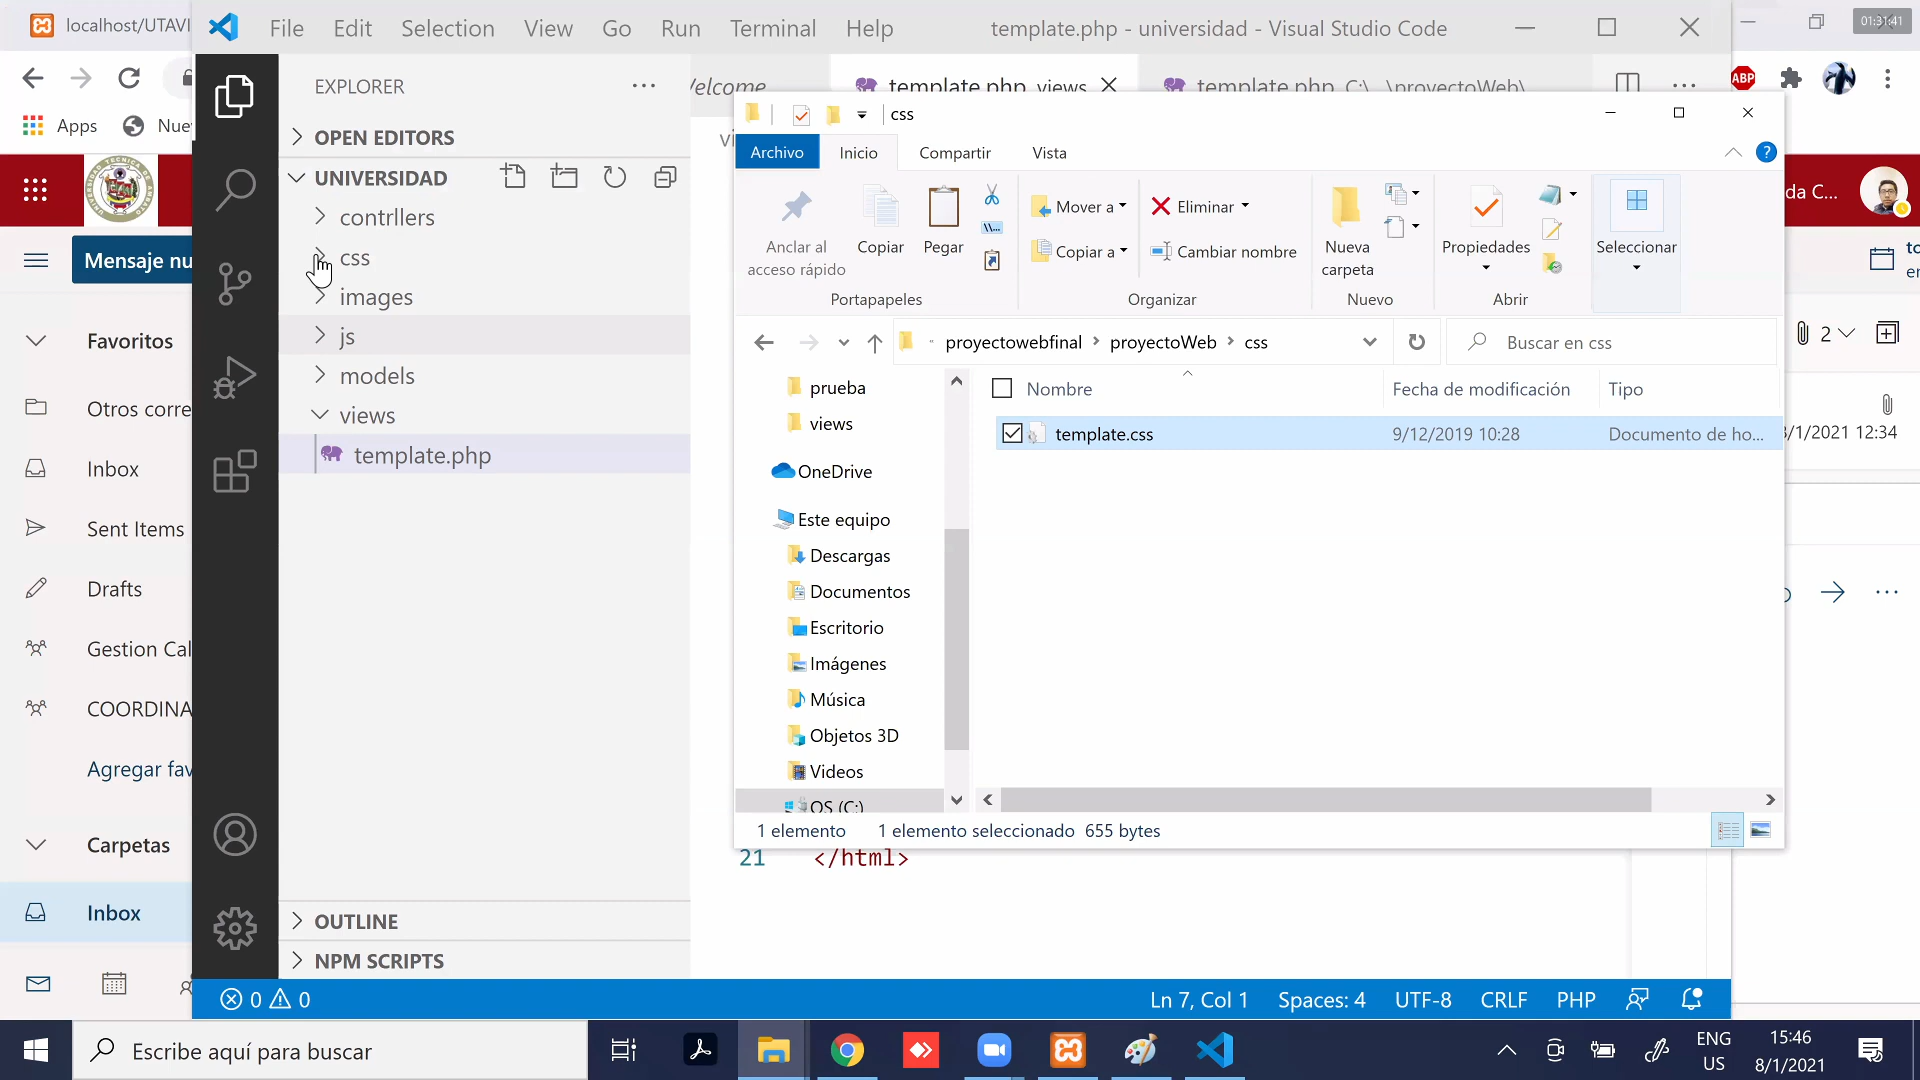 localhost/UTAVI
File Edit Selection View Go Run Terminal Help
template.php - universidad - Visual Studio Code
01:31:41
Apps
Nue
EXPLORER
OPEN EDITORS
UNIVERSIDAD
contrllers
css
images
js
models
views
template.php
OUTLINE
NPM SCRIPTS
template.php views
template.php C:\...\proyectoWeb\
css
Archivo Inicio Compartir Vista
Anclar al
acceso rápido
Copiar
Pegar
Portapapeles
Mover a
Copiar a
Eliminar
Cambiar nombre
Organizar
Nueva
carpeta
Nuevo
Propiedades
Abrir
Seleccionar
proyectowebfinal > proyectoWeb > css
Buscar en css
prueba
views
OneDrive
Este equipo
Descargas
Documentos
Escritorio
Imágenes
Música
Objetos 3D
Videos
OS (C:)
Nombre Fecha de modificación Tipo
template.css 9/12/2019 10:28 Documento de ho...
1 elemento 1 elemento seleccionado 655 bytes
21 </html>
0 0
Ln 7, Col 1 Spaces: 4 UTF-8 CRLF PHP
Mensaje nu
Favoritos
Otros corre
Inbox
Sent Items
Drafts
Gestion Cal
COORDINA
Agregar fav
Carpetas
Inbox
ABP
da C...
2
/1/2021 12:34
Escribe aquí para buscar
ENG
US
15:46
8/1/2021